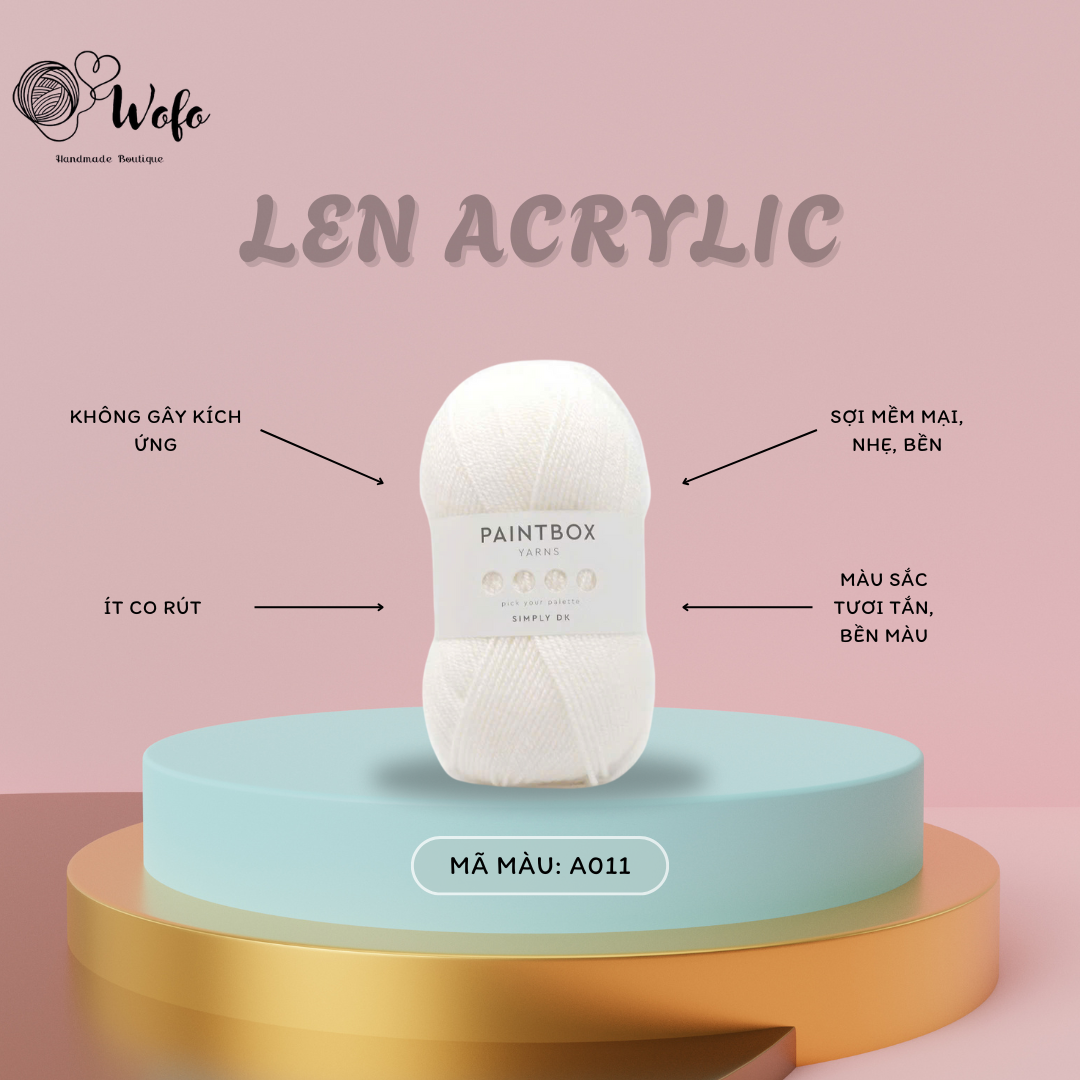 Wofo
Handmade Boutique
LEN ACRYLIC
KHÔNG GÂY KÍCH
ỨNG
SỢI MỀM MẠI,
NHẸ, BỀN
PAINTBOX
YARNS
pick your palette
SIMPLY DK
ÍT CO RÚT
MÀU SẮC
TƯƠI TẮN,
BỀN MÀU
MÃ MÀU: A011